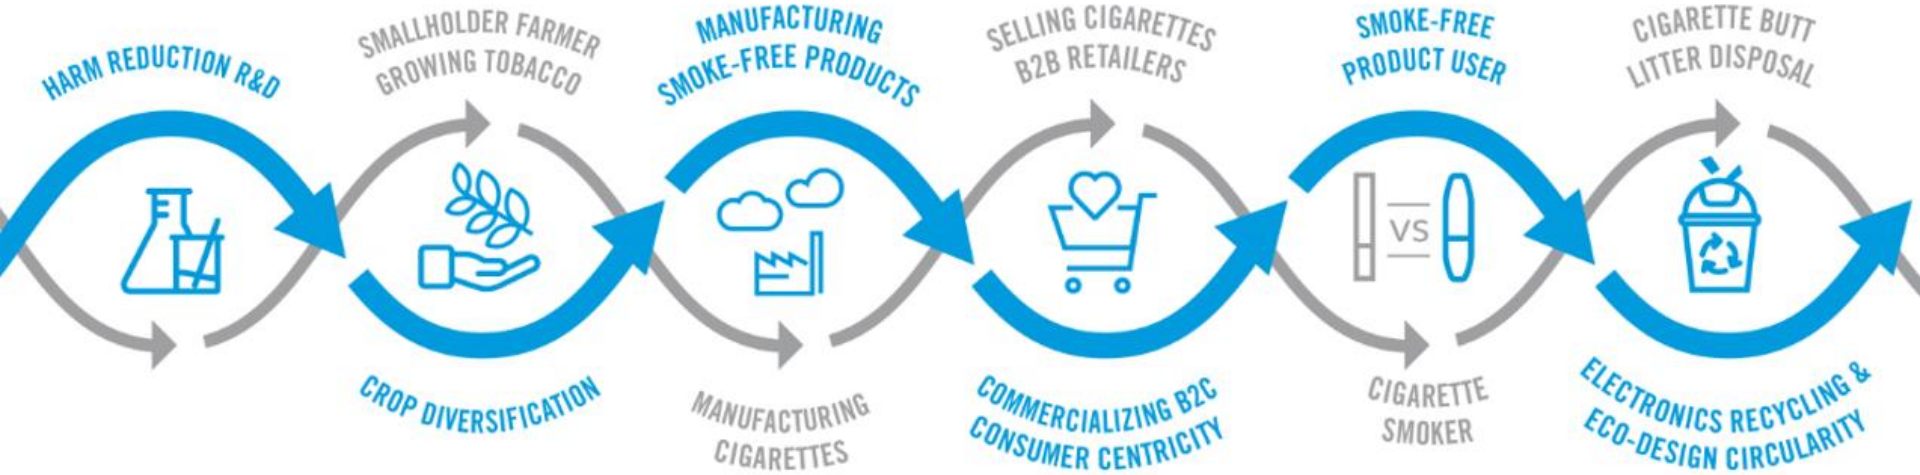 HARM REDUCTION R&D
SMALLHOLDER FARMER
GROWING TOBACCO
MANUFACTURING
SMOKE-FREE PRODUCTS
SELLING CIGARETTES
B2B RETAILERS
SMOKE-FREE
PRODUCT USER
CIGARETTE BUTT
LITTER DISPOSAL
VS
CROP DIVERSIFICATION
MANUFACTURING
CIGARETTES
COMMERCIALIZING B2C
CONSUMER CENTRICITY
CIGARETTE
SMOKER
ELECTRONICS RECYCLING &
ECO-DESIGN CIRCULARITY